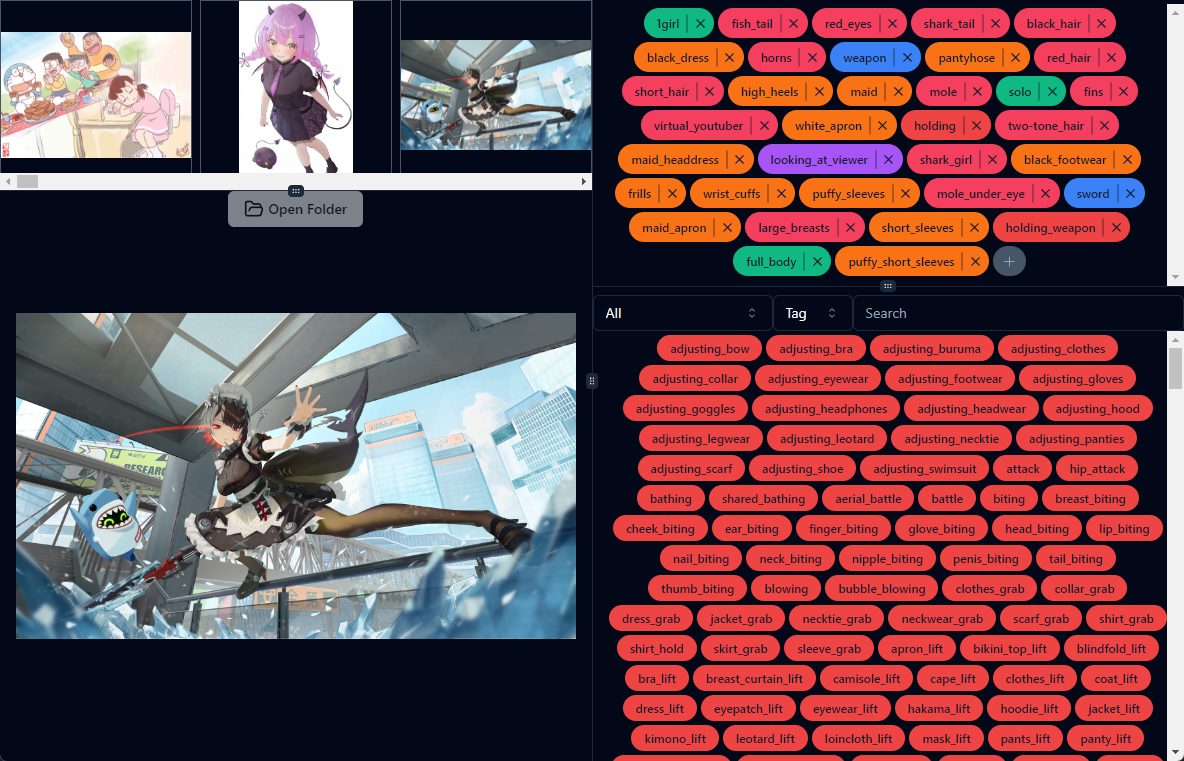 1girl fish_tail red_eyes shark_tail black_hair
black_dress horns weapon pantyhose red_hair
short_hair high_heels maid mole solo fins
virtual_youtuber white_apron holding two-tone_hair
maid_headdress looking_at_viewer shark_girl black_footwear
frills wrist_cuffs puffy_sleeves mole_under_eye sword
maid_apron large_breasts short_sleeves holding_weapon
full_body puffy_short_sleeves +
Open Folder
RESEARC
All Tag Search
adjusting_bow adjusting_bra adjusting_buruma adjusting_clothes
adjusting_collar adjusting_eyewear adjusting_footwear adjusting_gloves
adjusting_goggles adjusting_headphones adjusting_headwear adjusting_hood
adjusting_legwear adjusting_leotard adjusting_necktie adjusting_panties
adjusting_scarf adjusting_shoe adjusting_swimsuit attack hip_attack
bathing shared_bathing aerial_battle battle biting breast_biting
cheek_biting ear_biting finger_biting glove_biting head_biting lip_biting
nail_biting neck_biting nipple_biting penis_biting tail_biting
thumb_biting blowing bubble_blowing clothes_grab collar_grab
dress_grab jacket_grab necktie_grab neckwear_grab scarf_grab shirt_grab
shirt_hold skirt_grab sleeve_grab apron_lift bikini_top_lift blindfold_lift
bra_lift breast_curtain_lift camisole_lift cape_lift clothes_lift coat_lift
dress_lift eyepatch_lift eyewear_lift hakama_lift hoodie_lift jacket_lift
kimono_lift leotard_lift loincloth_lift mask_lift pants_lift panty_lift